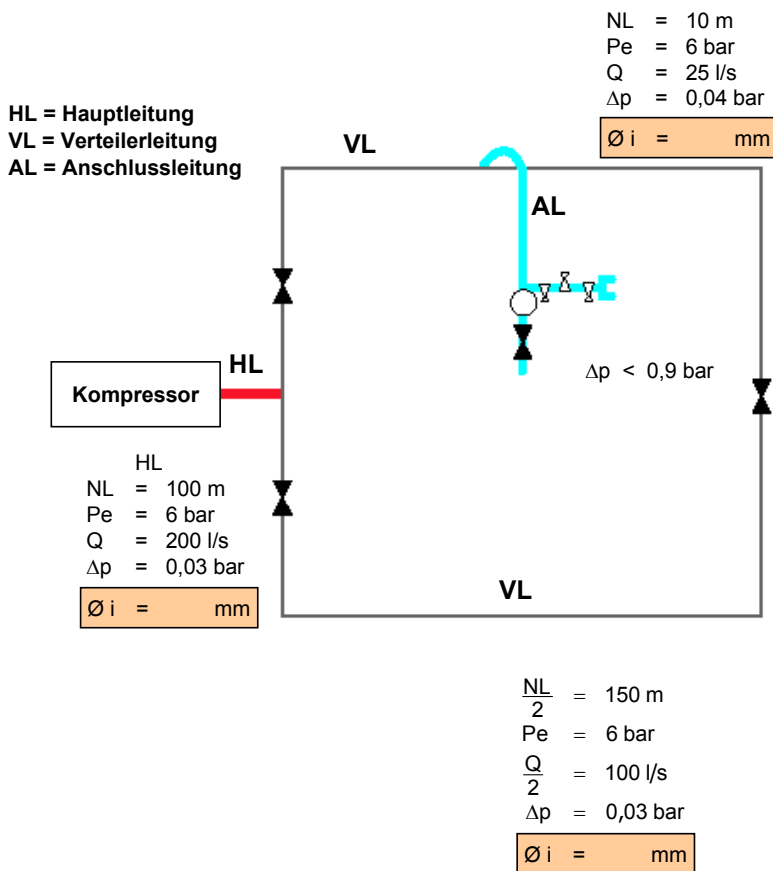 NL = 10 m
Pe = 6 bar
Q = 25 l/s
Δp = 0,04 bar
Ø i = mm
HL = Hauptleitung
VL = Verteilerleitung
AL = Anschlussleitung
VL
AL
HL
Kompressor
Δp < 0,9 bar
HL
NL = 100 m
Pe = 6 bar
Q = 200 l/s
Δp = 0,03 bar
Ø i = mm
VL
NL/2 = 150 m
Pe = 6 bar
Q/2 = 100 l/s
Δp = 0,03 bar
Ø i = mm